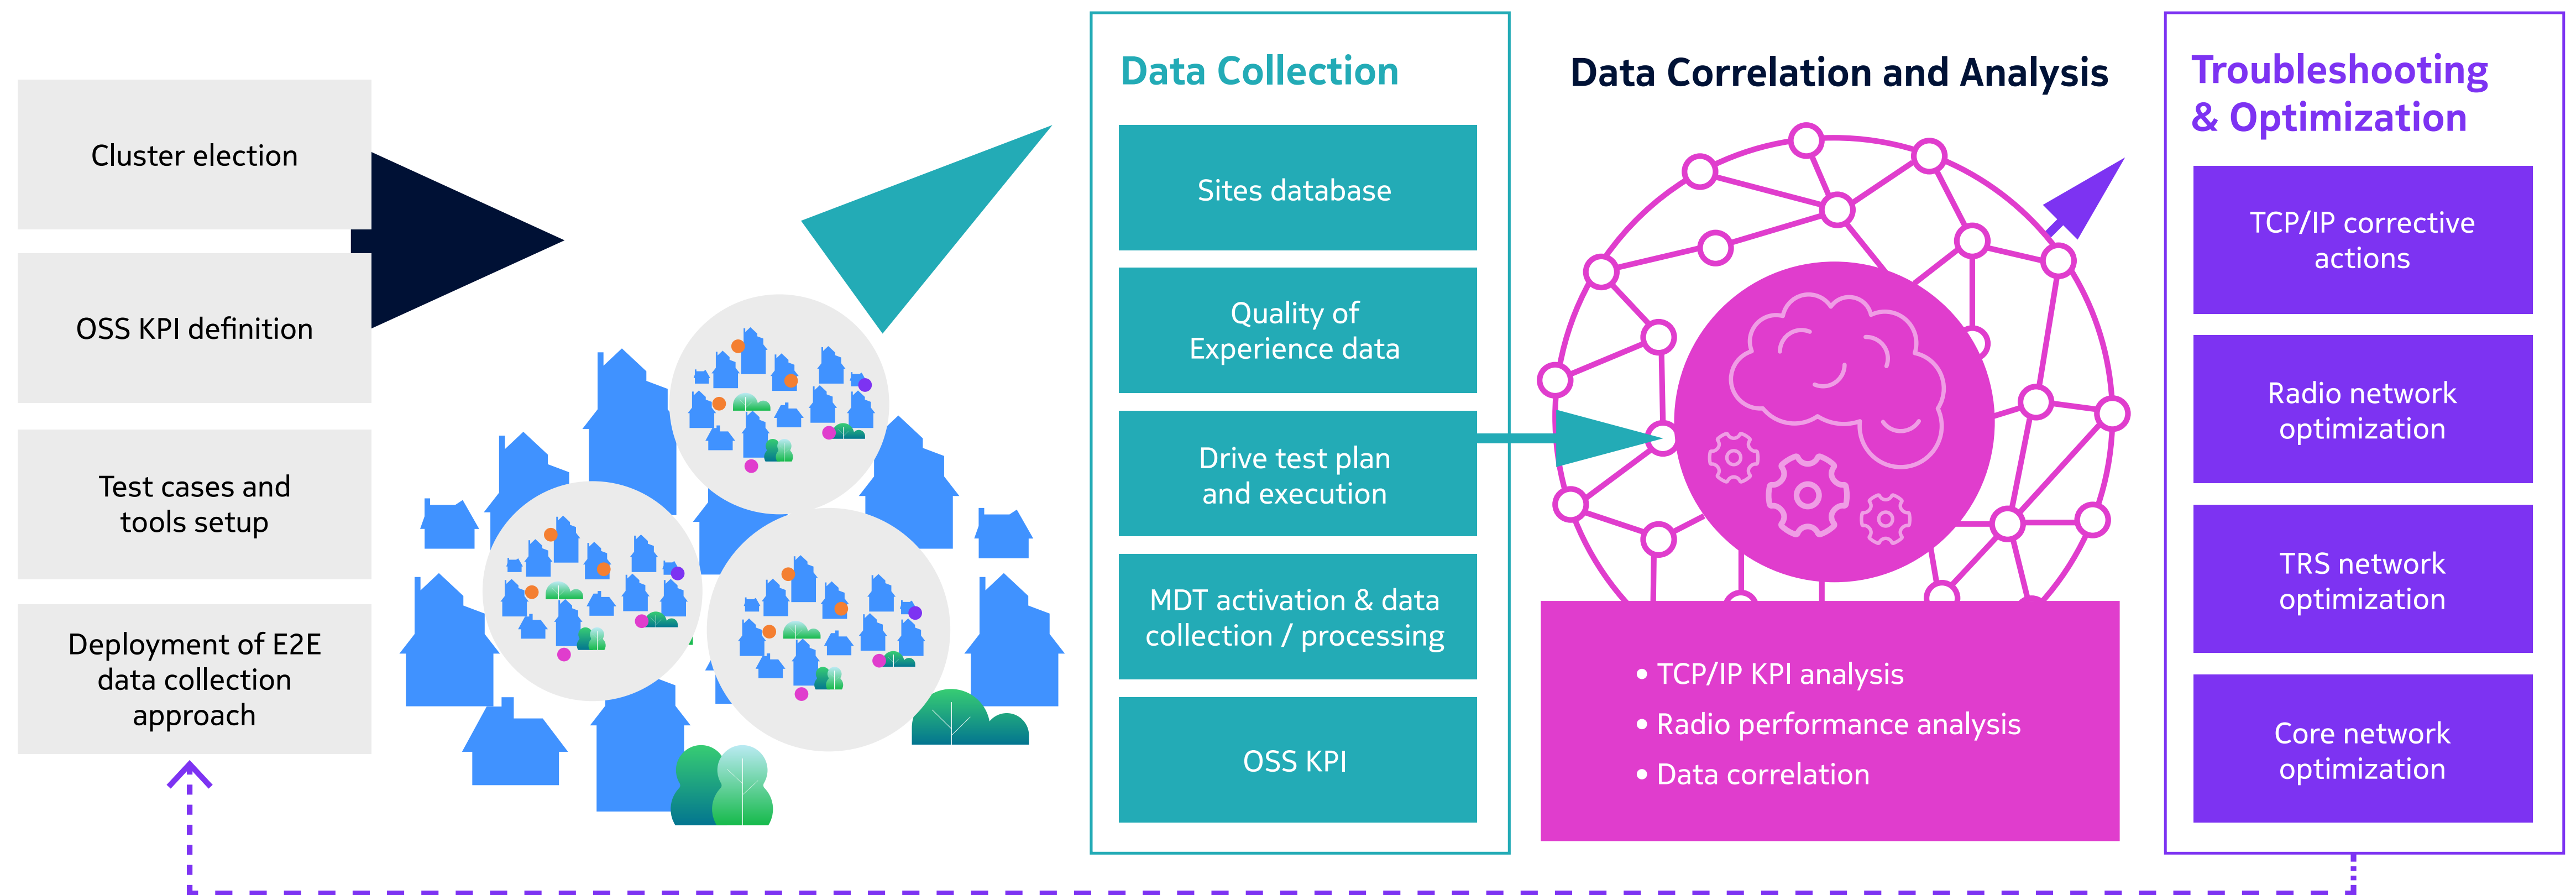 Cluster election
OSS KPI definition
Test cases and
tools setup
Deployment of E2E
data collection
approach
Data Collection
Sites database
Quality of
Experience data
Drive test plan
and execution
MDT activation & data
collection / processing
OSS KPI
Data Correlation and Analysis
• TCP/IP KPI analysis
• Radio performance analysis
• Data correlation
Troubleshooting
& Optimization
TCP/IP corrective
actions
Radio network
optimization
TRS network
optimization
Core network
optimization